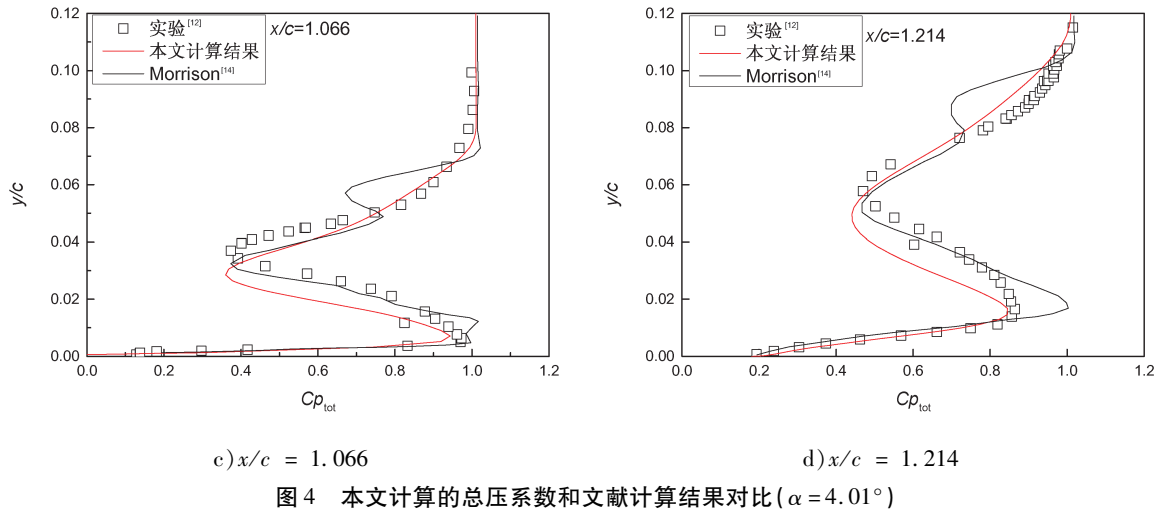 实验[12]
x/c=1.066
本文计算结果
Morrison[14]
0.12
0.10
0.08
0.06
0.04
0.02
0.00
y/c
0.0 0.2 0.4 0.6 0.8 1.0 1.2
Cp_tot
c)x/c = 1.066
实验[12]
x/c=1.214
本文计算结果
Morrison[14]
0.12
0.10
0.08
0.06
0.04
0.02
0.00
y/c
0.0 0.2 0.4 0.6 0.8 1.0 1.2
Cp_tot
d)x/c = 1.214
图4 本文计算的总压系数和文献计算结果对比(α=4.01°)